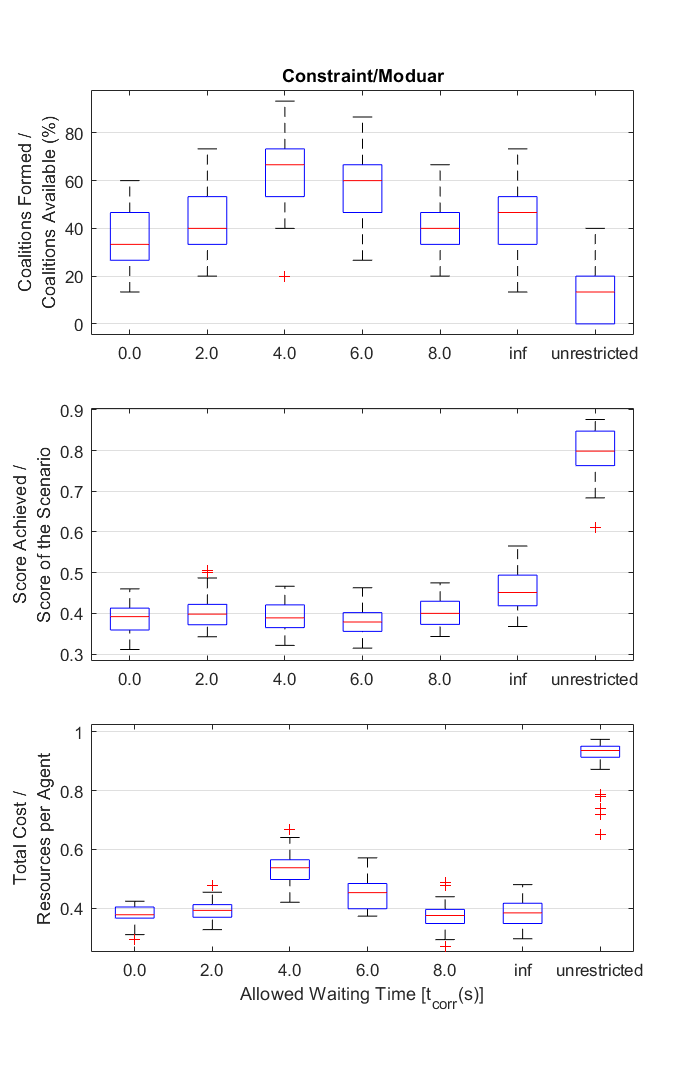 Constraint/Moduar
Coalitions Formed /
Coalitions Available (%)
80
60
40
20
0
0.0 2.0 4.0 6.0 8.0 inf unrestricted
Score Achieved /
Score of the Scenario
0.9
0.8
0.7
0.6
0.5
0.4
0.3
0.0 2.0 4.0 6.0 8.0 inf unrestricted
Total Cost /
Resources per Agent
1
0.8
0.6
0.4
0.0 2.0 4.0 6.0 8.0 inf unrestricted
Allowed Waiting Time [tcorr(s)]